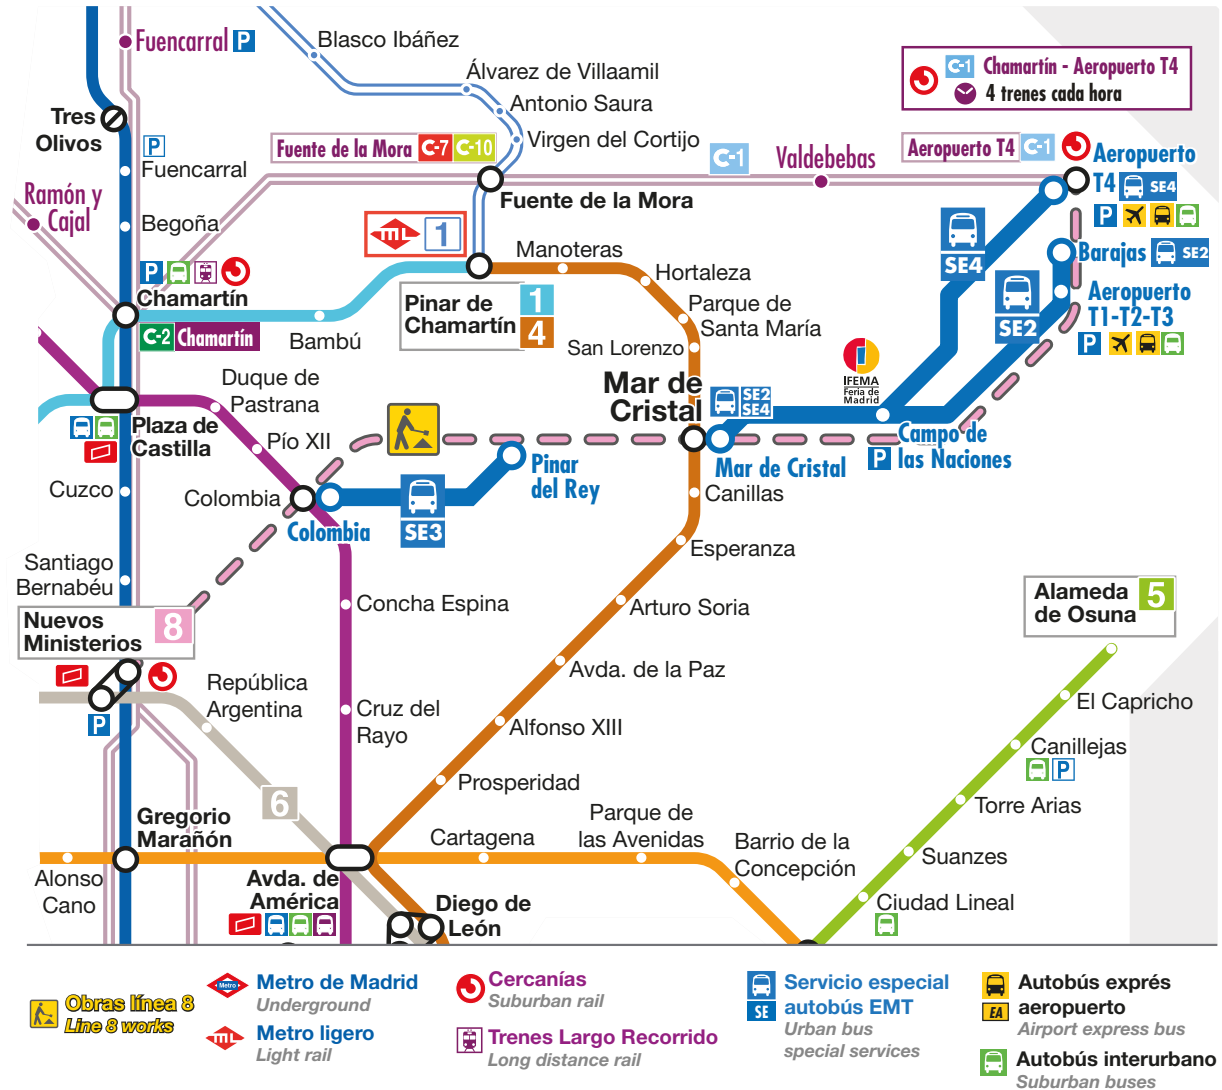 Fuencarral P
Blasco Ibáñez
Álvarez de Villaamil
Antonio Saura
Virgen del Cortijo
C-1 Chamartín - Aeropuerto T4
4 trenes cada hora
Tres
Olivos
P
Fuencarral
Fuente de la Mora C-7 C-10
C-1
Valdebebas
Aeropuerto T4 C-1
Aeropuerto
T4 SE4
P
Ramón y
Cajal
Begoña
Fuente de la Mora
mL 1
Manoteras
Hortaleza
SE4
Barajas SE2
P
Chamartín
C-2 Chamartín
Bambú
Pinar de
Chamartín
1
4
Parque de
Santa María
San Lorenzo
SE2
Aeropuerto
T1-T2-T3
P
IFEMA
Feria de
Madrid
Duque de
Pastrana
Mar de
Cristal
SE2
SE4
Plaza de
Castilla
Pío XII
Campo de
las Naciones
P
Mar de Cristal
Pinar
del Rey
Cuzco
Colombia
Colombia
SE3
Canillas
Esperanza
Santiago
Bernabéu
Nuevos
Ministerios
8
Concha Espina
Arturo Soria
Alameda
de Osuna
5
Avda. de la Paz
República
Argentina
P
Cruz del
Rayo
Alfonso XIII
El Capricho
Canillejas
P
Prosperidad
6
Torre Arias
Gregorio
Marañón
Cartagena
Parque de
las Avenidas
Barrio de la
Concepción
Suanzes
Alonso
Cano
Avda. de
América
Diego de
León
Ciudad Lineal
Obras línea 8
Line 8 works
Metro
Metro de Madrid
Underground
mL
Metro ligero
Light rail
Cercanías
Suburban rail
Trenes Largo Recorrido
Long distance rail
SE
Servicio especial
autobús EMT
Urban bus
special services
EA
Autobús exprés
aeropuerto
Airport express bus
Autobús interurbano
Suburban buses